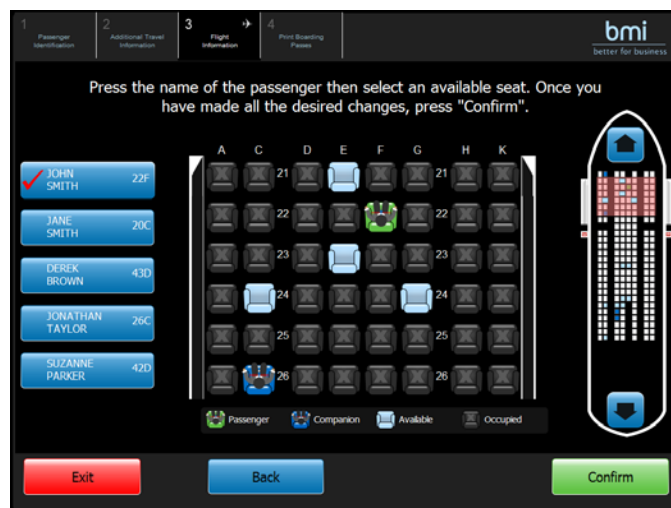 1
Passenger
Identification
2
Additional Travel
Information
3
Flight
Information
4
Print Boarding
Passes
bmi
better for business
Press the name of the passenger then select an available seat. Once you
have made all the desired changes, press "Confirm".
A C D E F G H K
JOHN
SMITH 22F
JANE
SMITH 20C
DEREK
BROWN 43D
JONATHAN
TAYLOR 26C
SUZANNE
PARKER 42D
21 21
22 22
23 23
24 24
25 25
26 26
Passenger Companion Available Occupied
Exit Back Confirm